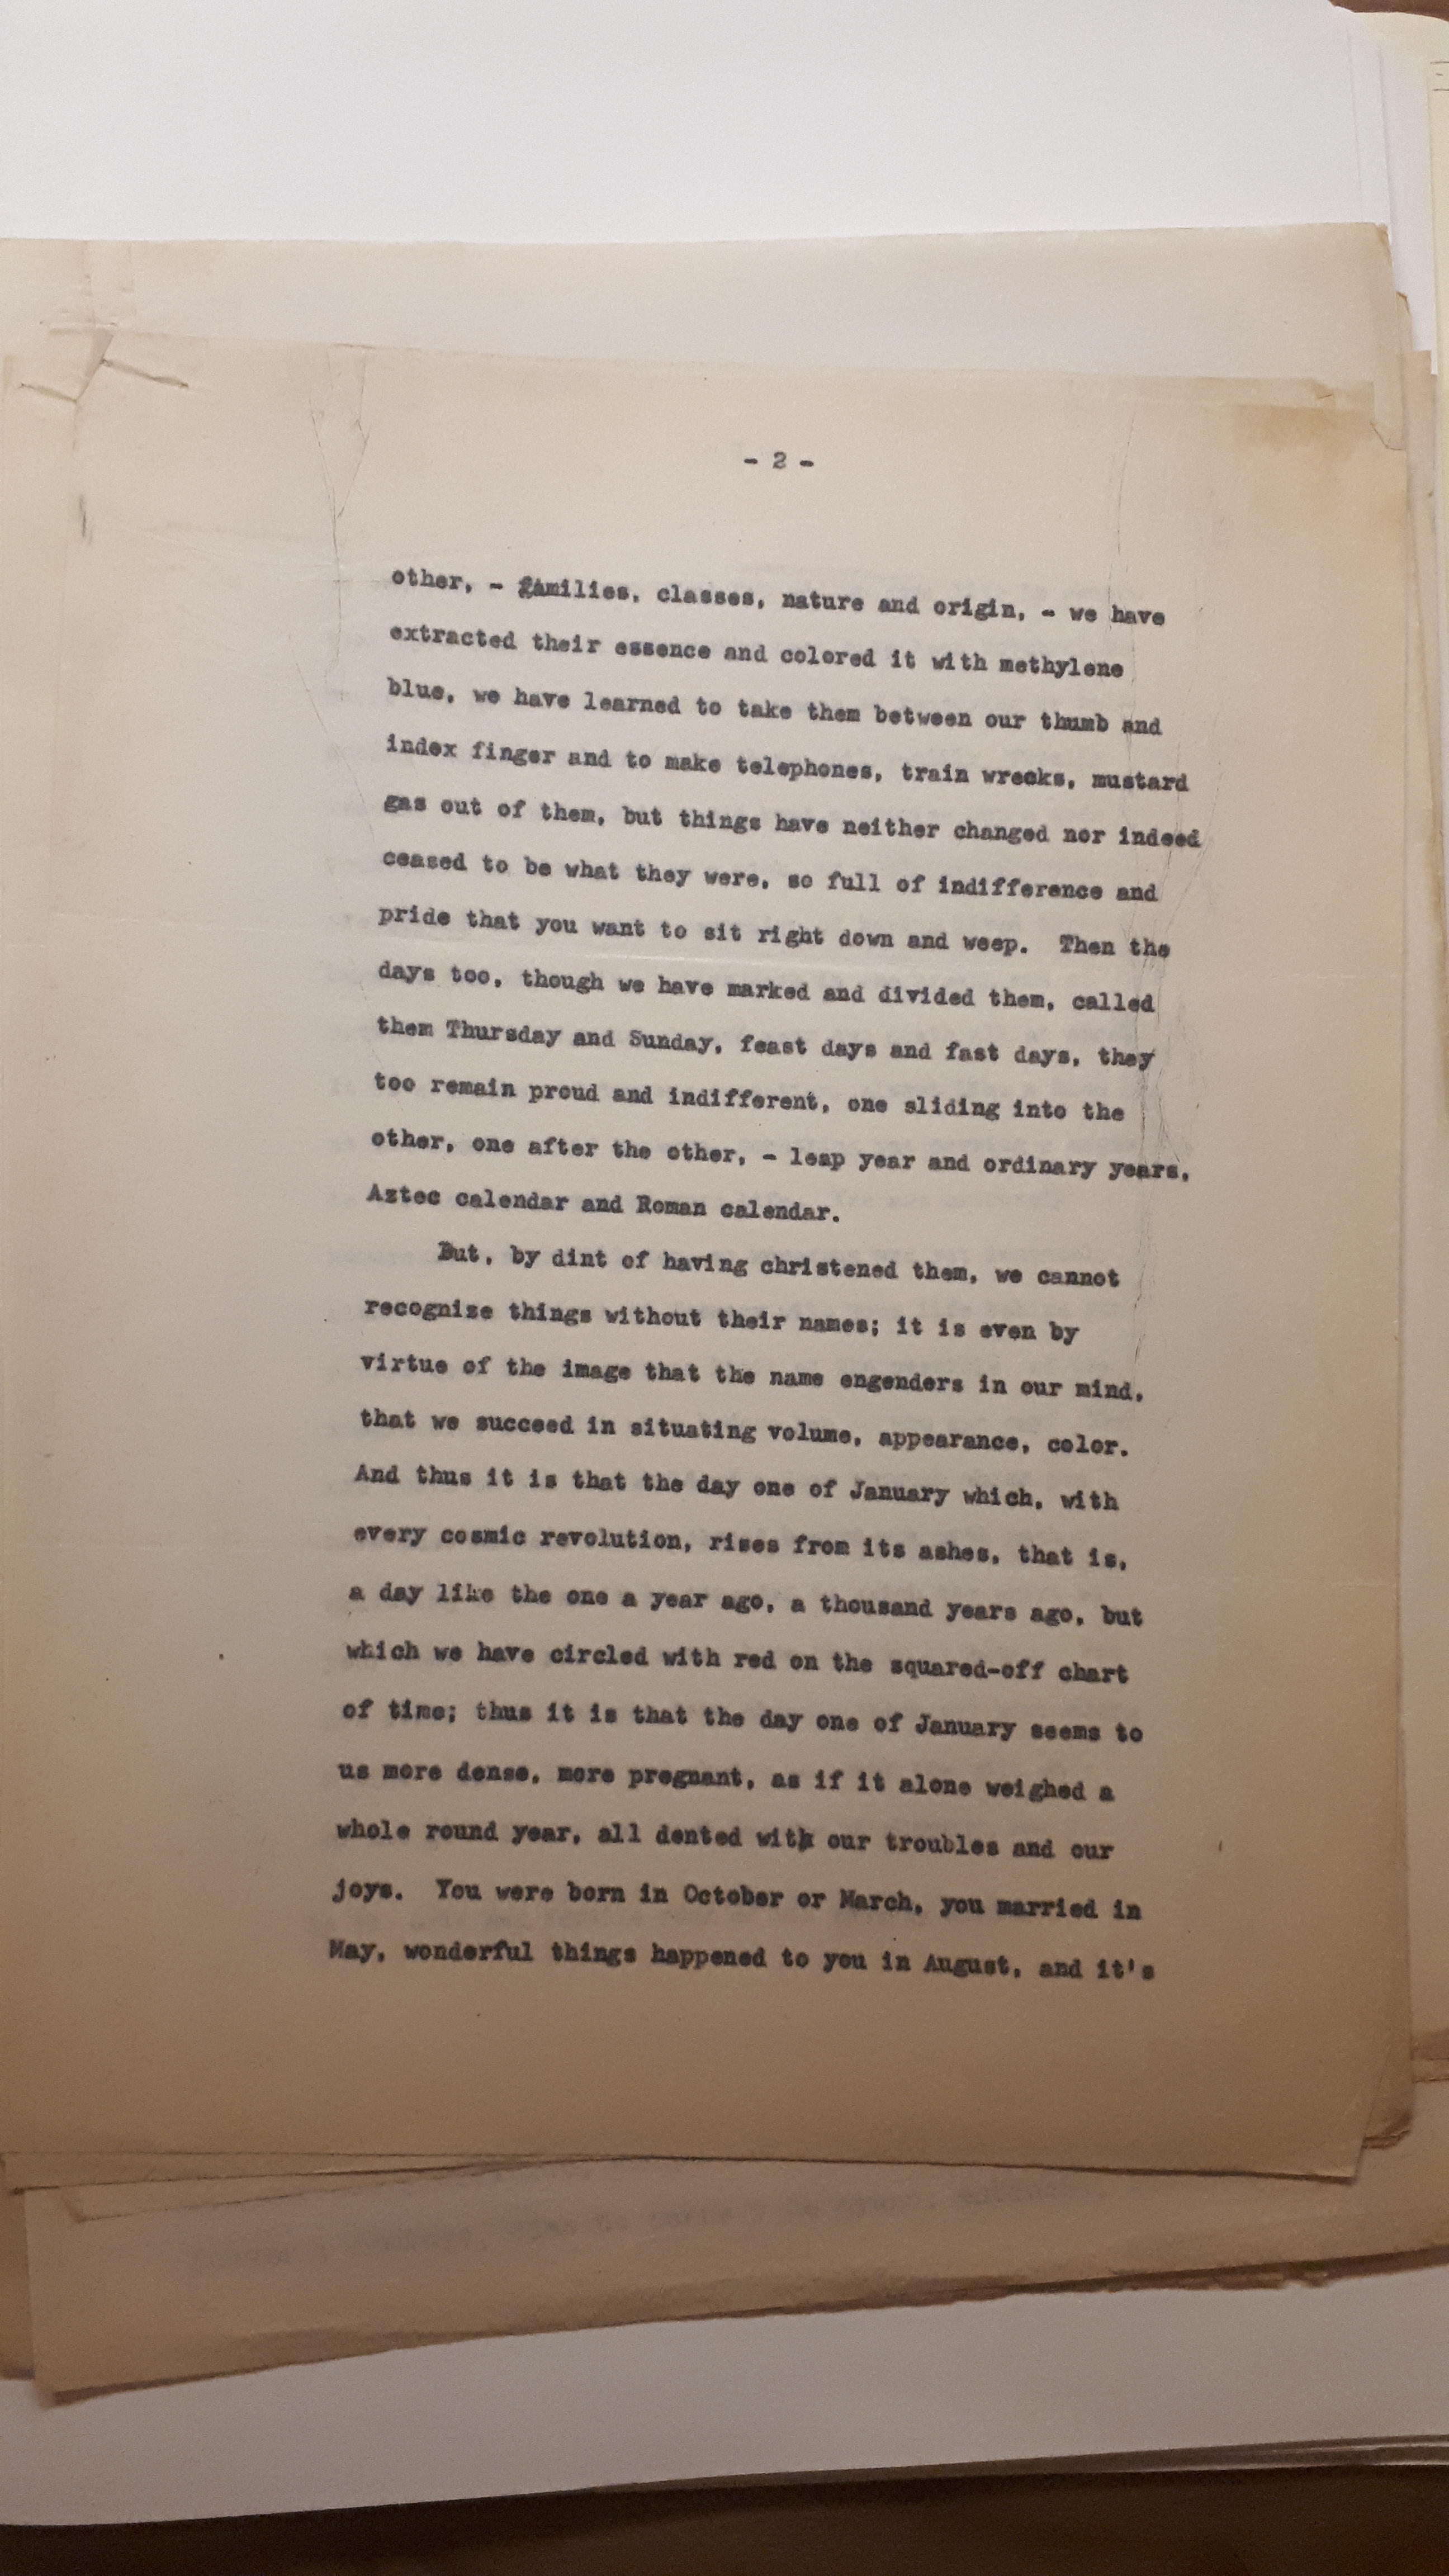 - 2 -
other, - families, classes, nature and origin, - we have
extracted their essence and colored it with methylene
blue, we have learned to take them between our thumb and
index finger and to make telephones, train wrecks, mustard
gas out of them, but things have neither changed nor indeed
ceased to be what they were, so full of indifference and
pride that you want to sit right down and weep.  Then the
days too, though we have marked and divided them, called
them Thursday and Sunday, feast days and fast days, they
too remain proud and indifferent, one sliding into the
other, one after the other, - leap year and ordinary years,
Aztec calendar and Roman calendar.
But, by dint of having christened them, we cannot
recognize things without their names; it is even by
virtue of the image that the name engenders in our mind,
that we succeed in situating volume, appearance, color.
And thus it is that the day one of January which, with
every cosmic revolution, rises from its ashes, that is,
a day like the one a year ago, a thousand years ago, but
which we have circled with red on the squared-off chart
of time; thus it is that the day one of January seems to
us more dense, more pregnant, as if it alone weighed a
whole round year, all dented with our troubles and our
joys.  You were born in October or March, you married in
May, wonderful things happened to you in August, and it's